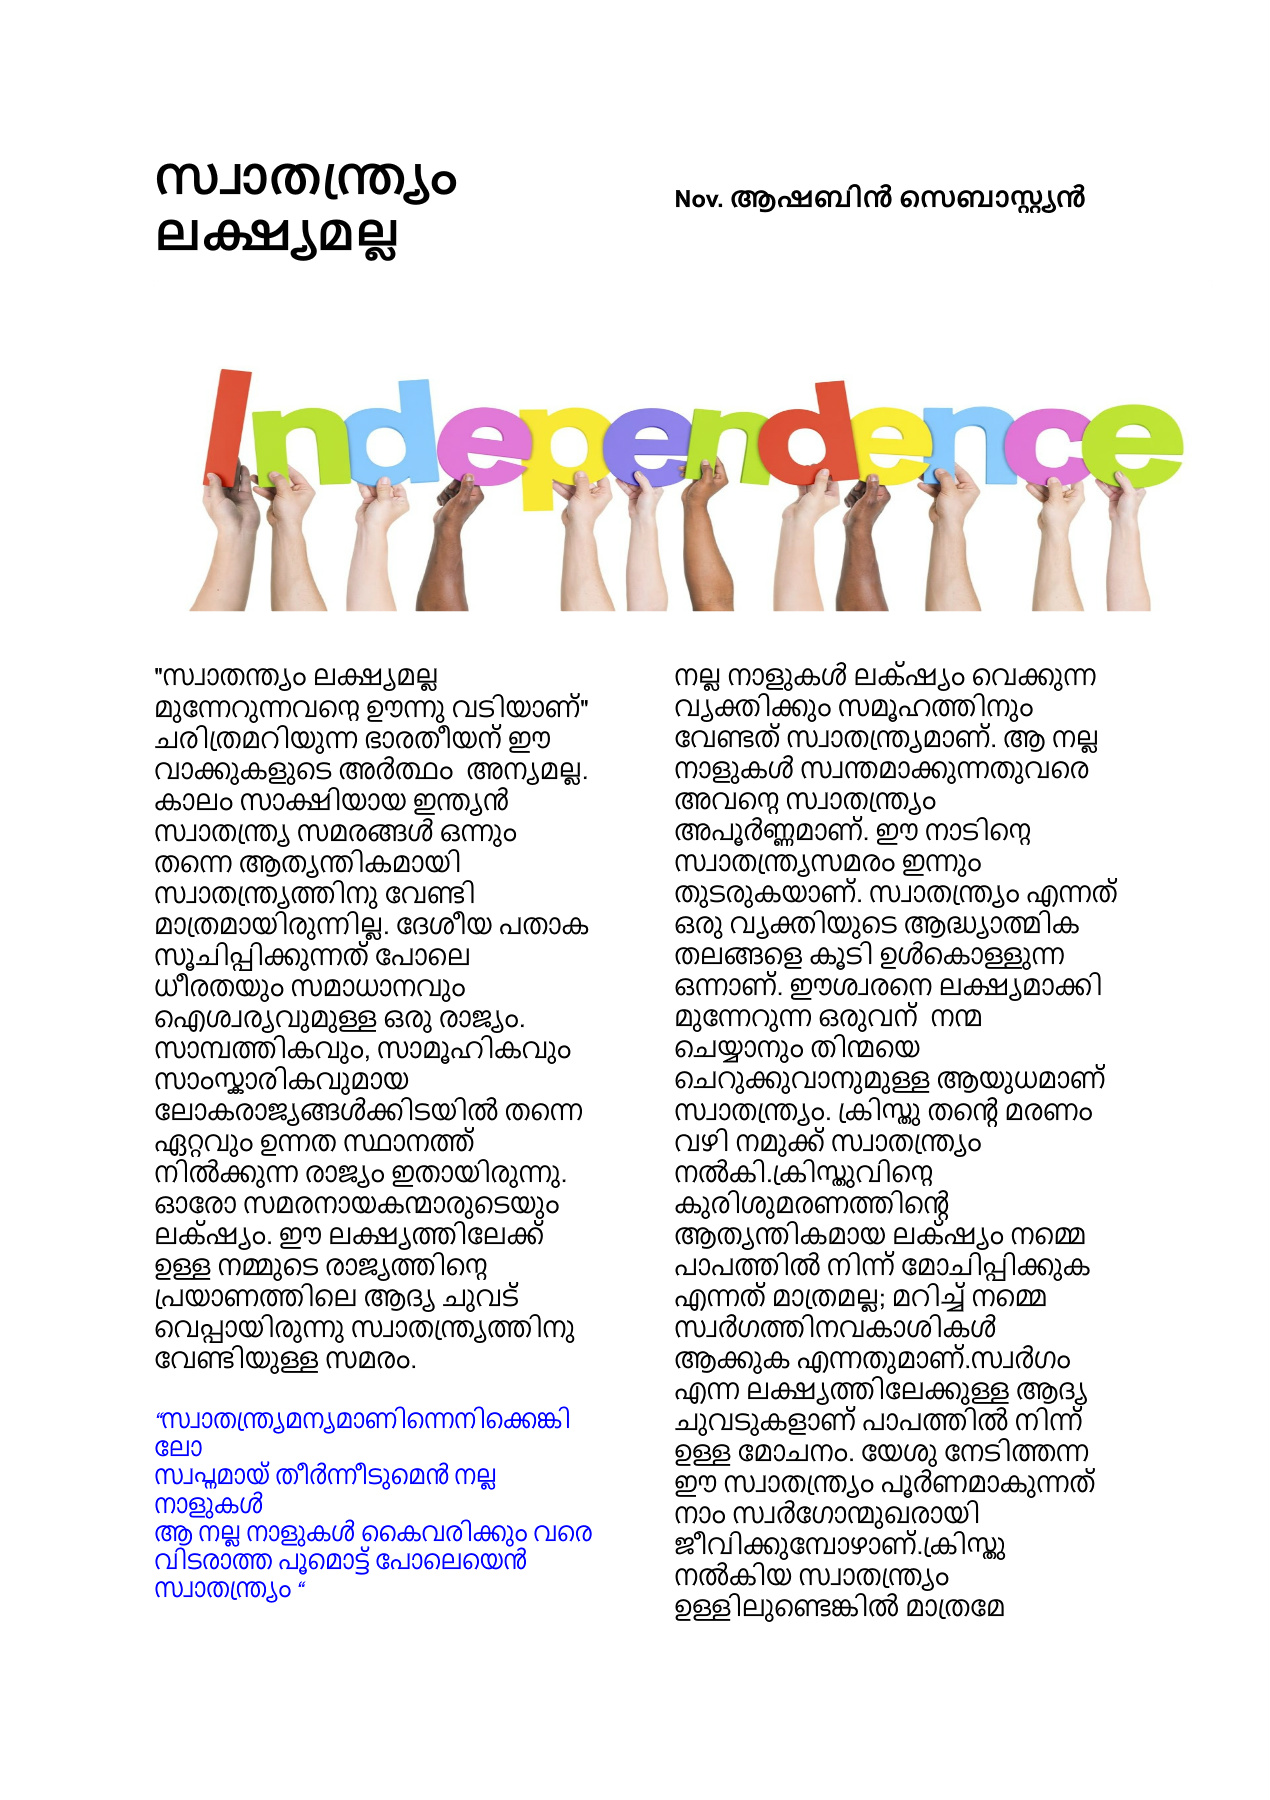 സ്വാതന്ത്ര്യം
ലക്ഷ്യമല്ല
Nov. ആഷബിൻ സെബാസ്റ്റ്യൻ
Independence
"സ്വാതന്ത്യം ലക്ഷ്യമല്ല
മുന്നേറുന്നവന്റെ ഊന്നു വടിയാണ്"
ചരിത്രമറിയുന്ന ഭാരതീയന് ഈ
വാക്കുകളുടെ അർത്ഥം  അന്യമല്ല.
കാലം സാക്ഷിയായ ഇന്ത്യൻ
സ്വാതന്ത്ര്യ സമരങ്ങൾ ഒന്നും
തന്നെ ആത്യന്തികമായി
സ്വാതന്ത്ര്യത്തിനു വേണ്ടി
മാത്രമായിരുന്നില്ല. ദേശീയ പതാക
സൂചിപ്പിക്കുന്നത് പോലെ
ധീരതയും സമാധാനവും
ഐശ്വര്യവുമുള്ള ഒരു രാജ്യം.
സാമ്പത്തികവും, സാമൂഹികവും
സാംസ്കാരികവുമായ
ലോകരാജ്യങ്ങൾക്കിടയിൽ തന്നെ
ഏറ്റവും ഉന്നത സ്ഥാനത്ത്
നിൽക്കുന്ന രാജ്യം ഇതായിരുന്നു.
ഓരോ സമരനായകന്മാരുടെയും
ലക്‌ഷ്യം. ഈ ലക്ഷ്യത്തിലേക്ക്
ഉള്ള നമ്മുടെ രാജ്യത്തിന്റെ
പ്രയാണത്തിലെ ആദ്യ ചുവട്
വെപ്പായിരുന്നു സ്വാതന്ത്ര്യത്തിനു
വേണ്ടിയുള്ള സമരം.
“സ്വാതന്ത്ര്യമന്യമാണിന്നെനിക്കെങ്കി
ലോ
സ്വപ്നമായ് തീർന്നീടുമെൻ നല്ല
നാളുകൾ
ആ നല്ല നാളുകൾ കൈവരിക്കും വരെ
വിടരാത്ത പൂമൊട്ട് പോലെയെൻ
സ്വാതന്ത്ര്യം “
നല്ല നാളുകൾ ലക്‌ഷ്യം വെക്കുന്ന
വ്യക്തിക്കും സമൂഹത്തിനും
വേണ്ടത് സ്വാതന്ത്ര്യമാണ്. ആ നല്ല
നാളുകൾ സ്വന്തമാക്കുന്നതുവരെ
അവന്റെ സ്വാതന്ത്ര്യം
അപൂർണ്ണമാണ്. ഈ നാടിന്റെ
സ്വാതന്ത്ര്യസമരം ഇന്നും
തുടരുകയാണ്. സ്വാതന്ത്ര്യം എന്നത്
ഒരു വ്യക്തിയുടെ ആദ്ധ്യാത്മിക
തലങ്ങളെ കൂടി ഉൾകൊള്ളുന്ന
ഒന്നാണ്. ഈശ്വരനെ ലക്ഷ്യമാക്കി
മുന്നേറുന്ന ഒരുവന്  നന്മ
ചെയ്യാനും തിന്മയെ
ചെറുക്കുവാനുമുള്ള ആയുധമാണ്
സ്വാതന്ത്ര്യം. ക്രിസ്തു തന്റെ മരണം
വഴി നമുക്ക് സ്വാതന്ത്ര്യം
നൽകി.ക്രിസ്തുവിന്റെ
കുരിശുമരണത്തിന്റെ
ആത്യന്തികമായ ലക്‌ഷ്യം നമ്മെ
പാപത്തിൽ നിന്ന് മോചിപ്പിക്കുക
എന്നത് മാത്രമല്ല; മറിച്ച് നമ്മെ
സ്വർഗത്തിനവകാശികൾ
ആക്കുക എന്നതുമാണ്.സ്വർഗം
എന്ന ലക്ഷ്യത്തിലേക്കുള്ള ആദ്യ
ചുവടുകളാണ് പാപത്തിൽ നിന്ന്
ഉള്ള മോചനം. യേശു നേടിത്തന്ന
ഈ സ്വാതന്ത്ര്യം പൂർണമാകുന്നത്
നാം സ്വർഗോന്മുഖരായി
ജീവിക്കുമ്പോഴാണ്.ക്രിസ്തു
നൽകിയ സ്വാതന്ത്ര്യം
ഉള്ളിലുണ്ടെങ്കിൽ മാത്രമേ